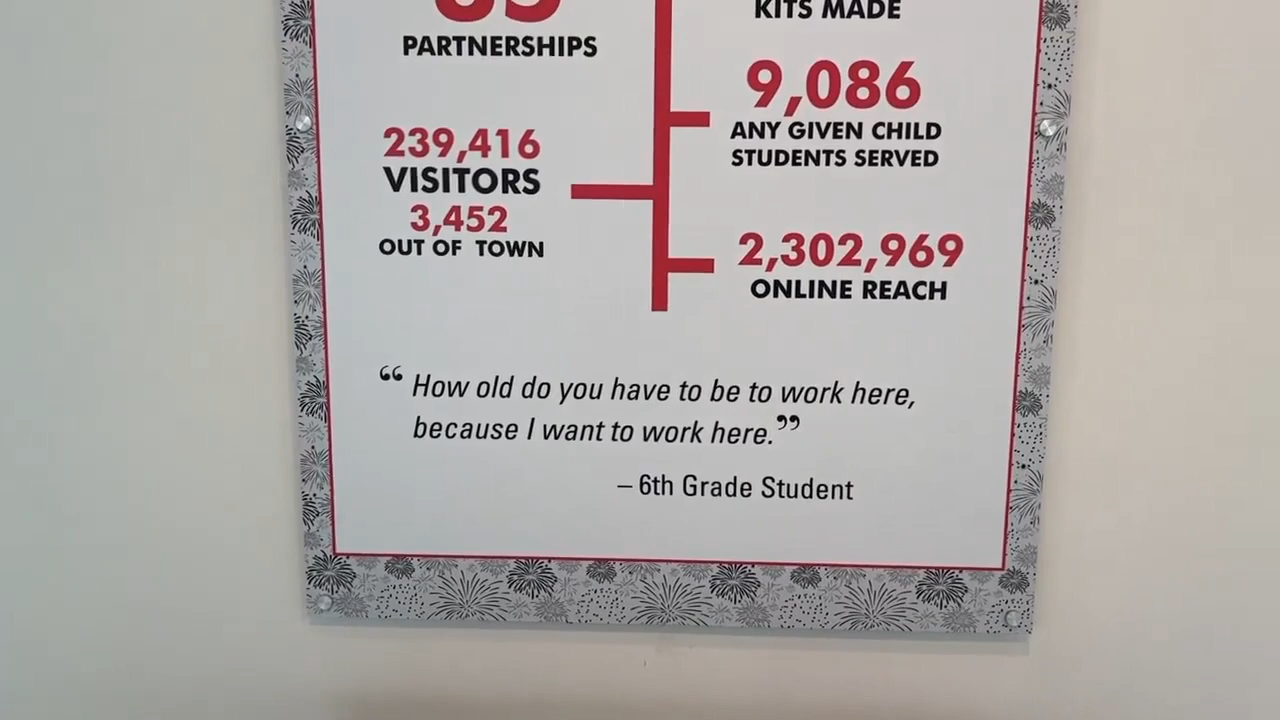 PARTNERSHIPS
239,416
VISITORS
3,452
OUT OF TOWN
KITS MADE
9,086
ANY GIVEN CHILD
STUDENTS SERVED
2,302,969
ONLINE REACH
“ How old do you have to be to work here,
because I want to work here.”
– 6th Grade Student